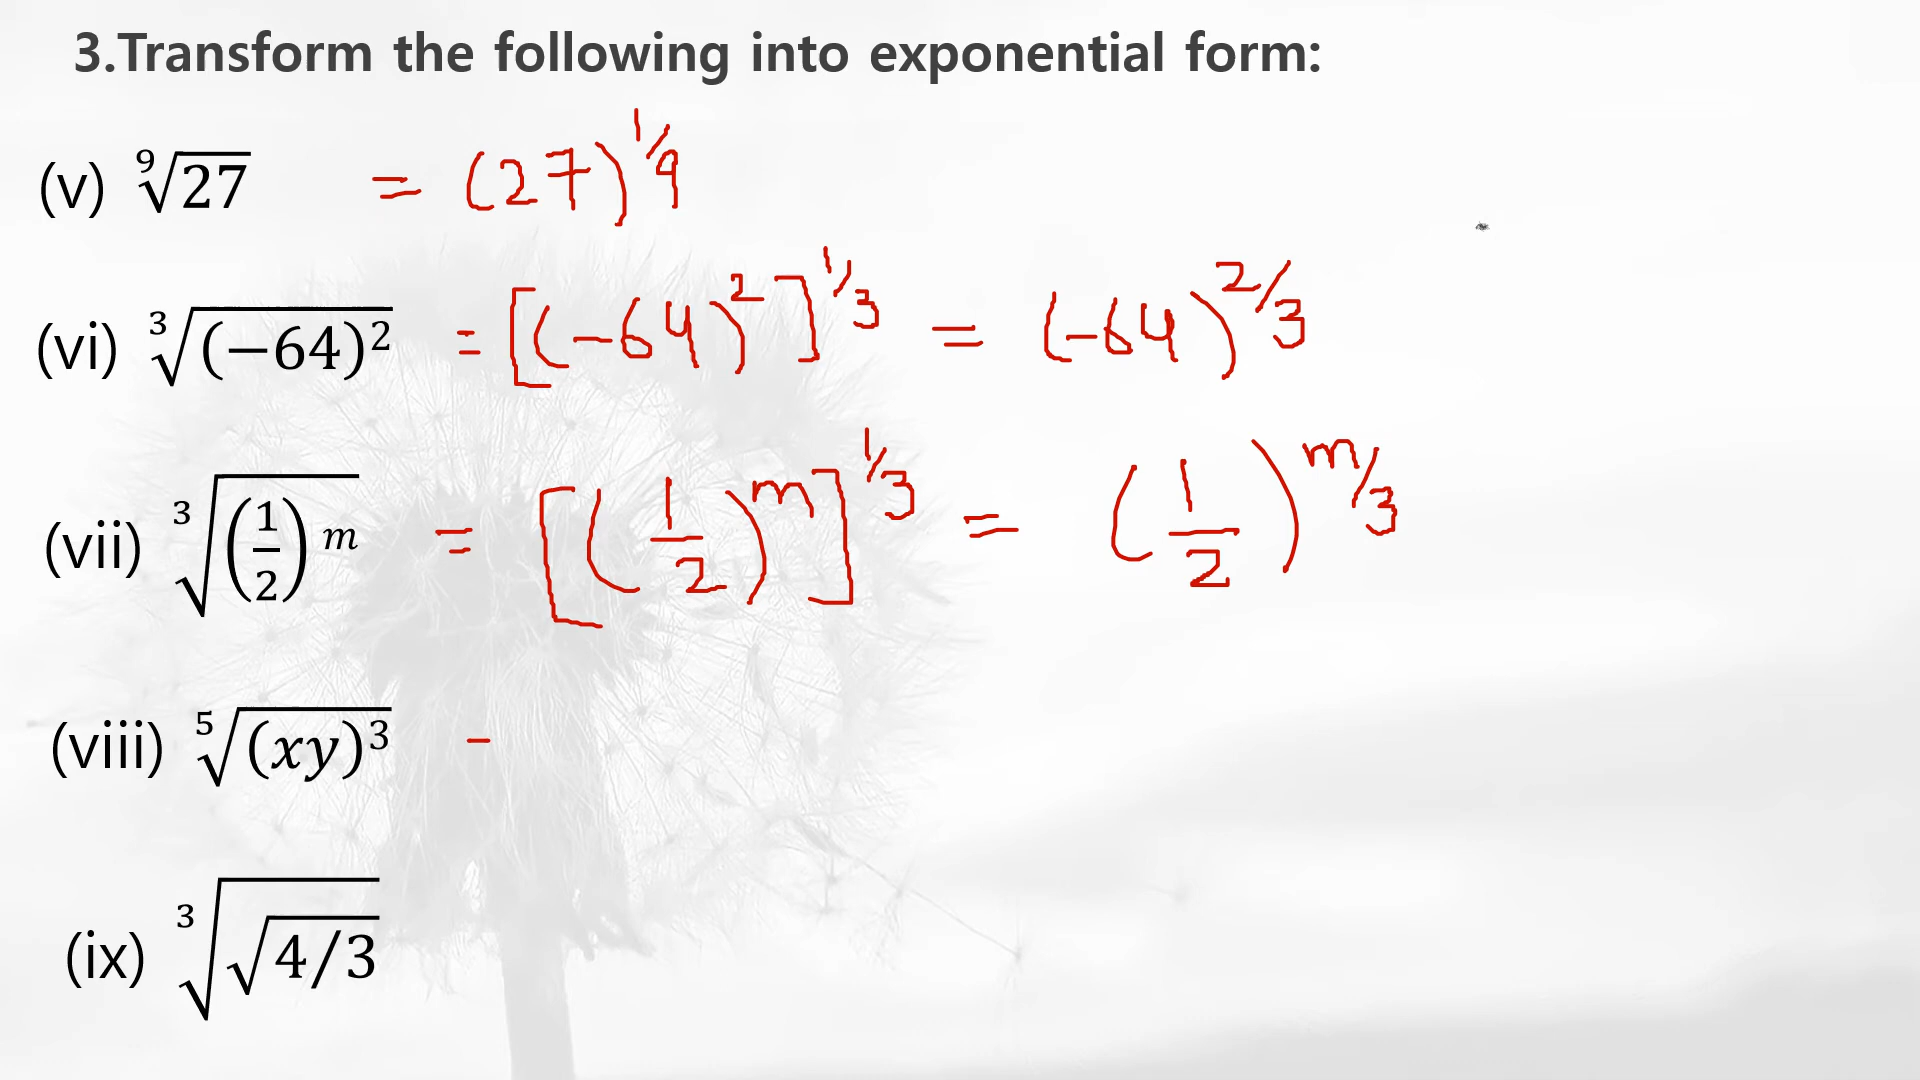 3.Transform the following into exponential form:
(v) ⁹√27 = (27)^1/9
(vi) ³√(−64)² = [(-64)²]^1/3 = (-64)^2/3
(vii) ³√(1/2)^m = [(1/2)^m]^1/3 = (1/2)^m/3
(viii) ⁵√(xy)³ -
(ix) ³√√4/3